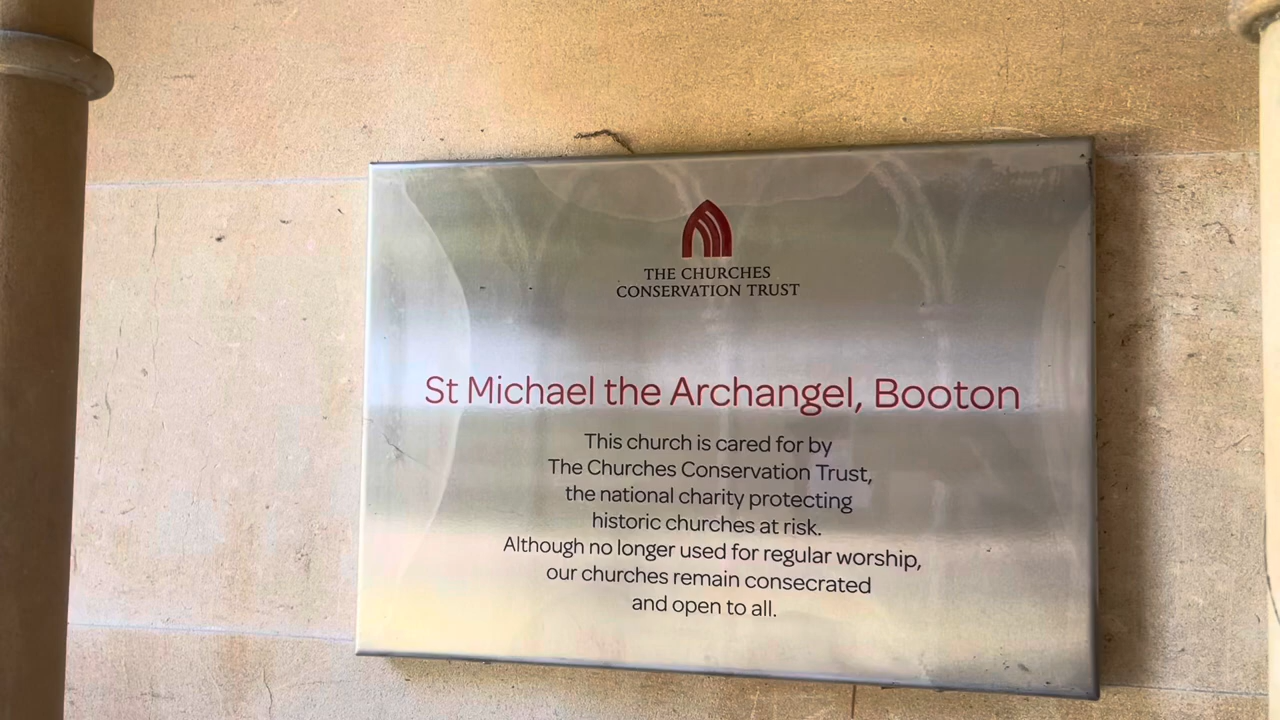 THE CHURCHES
CONSERVATION TRUST
St Michael the Archangel, Booton
This church is cared for by
The Churches Conservation Trust,
the national charity protecting
historic churches at risk.
Although no longer used for regular worship,
our churches remain consecrated
and open to all.